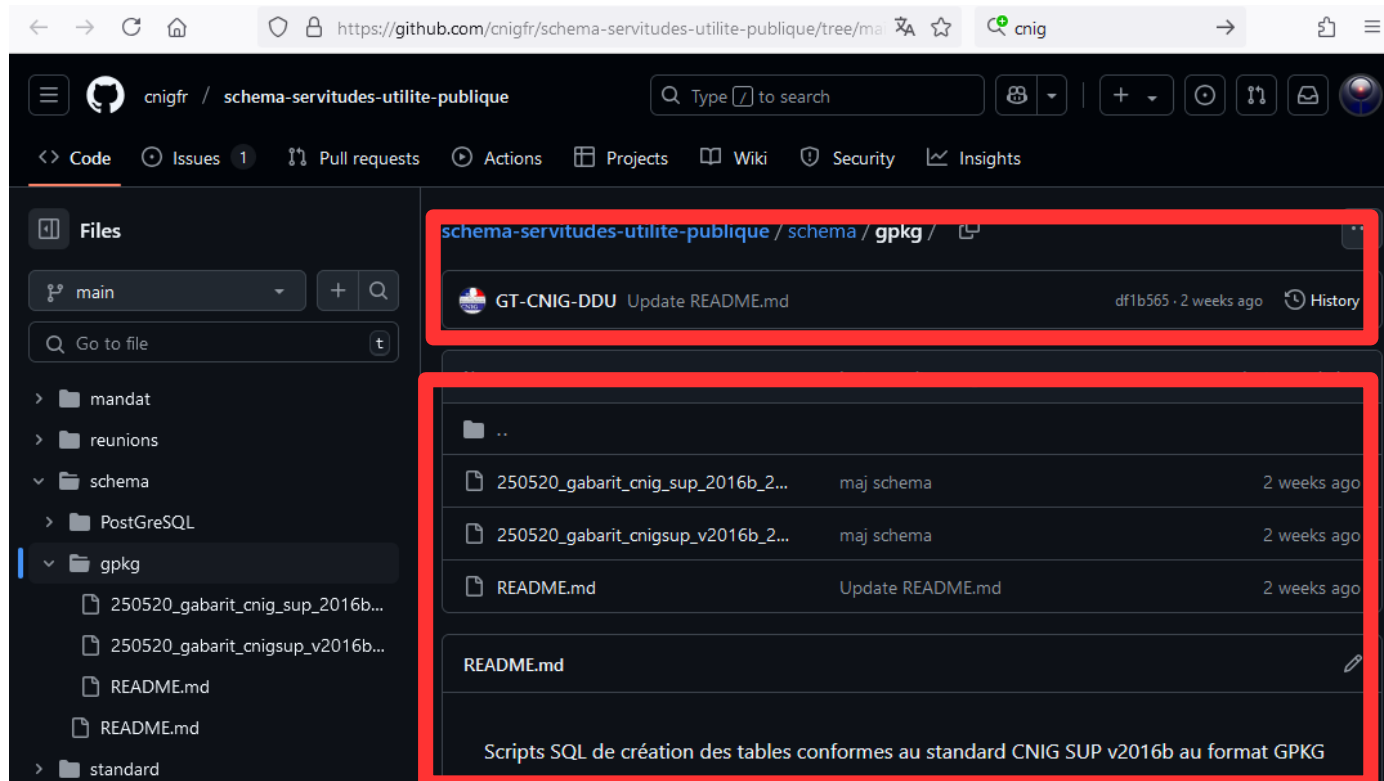 https://github.com/cnigfr/schema-servitudes-utilite-publique/tree/ma
cnig
cnigfr / schema-servitudes-utilite-publique
Type / to search
Code
Issues 1
Pull requests
Actions
Projects
Wiki
Security
Insights
Files
main
Go to file
t
mandat
reunions
schema
PostGreSQL
gpkg
250520_gabarit_cnig_sup_2016b...
250520_gabarit_cnigsup_v2016b...
README.md
README.md
standard
schema-servitudes-utilite-publique / schema / gpkg /
GT-CNIG-DDU Update README.md df1b565 · 2 weeks ago History
..
250520_gabarit_cnig_sup_2016b_2... maj schema 2 weeks ago
250520_gabarit_cnigsup_v2016b_2... maj schema 2 weeks ago
README.md Update README.md 2 weeks ago
README.md
Scripts SQL de création des tables conformes au standard CNIG SUP v2016b au format GPKG